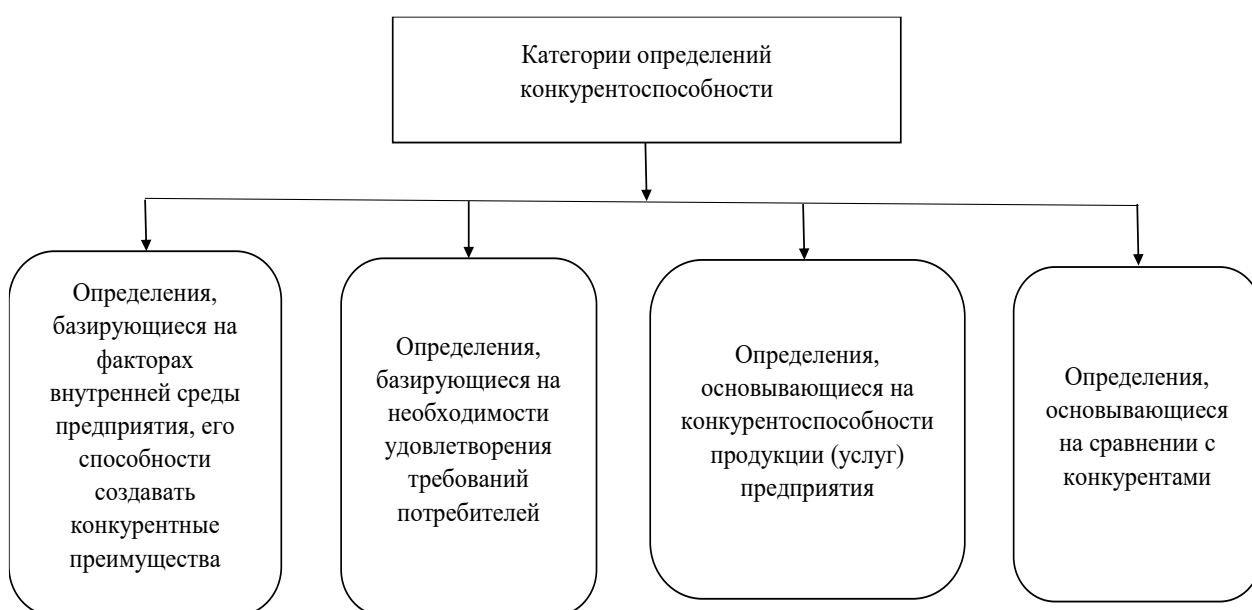 Категории определений
конкурентоспособности
Определения,
базирующиеся на
факторах
внутренней среды
предприятия, его
способности
создавать
конкурентные
преимущества
Определения,
базирующиеся на
необходимости
удовлетворения
требований
потребителей
Определения,
основывающиеся на
конкурентоспособности
продукции (услуг)
предприятия
Определения,
основывающиеся
на сравнении с
конкурентами